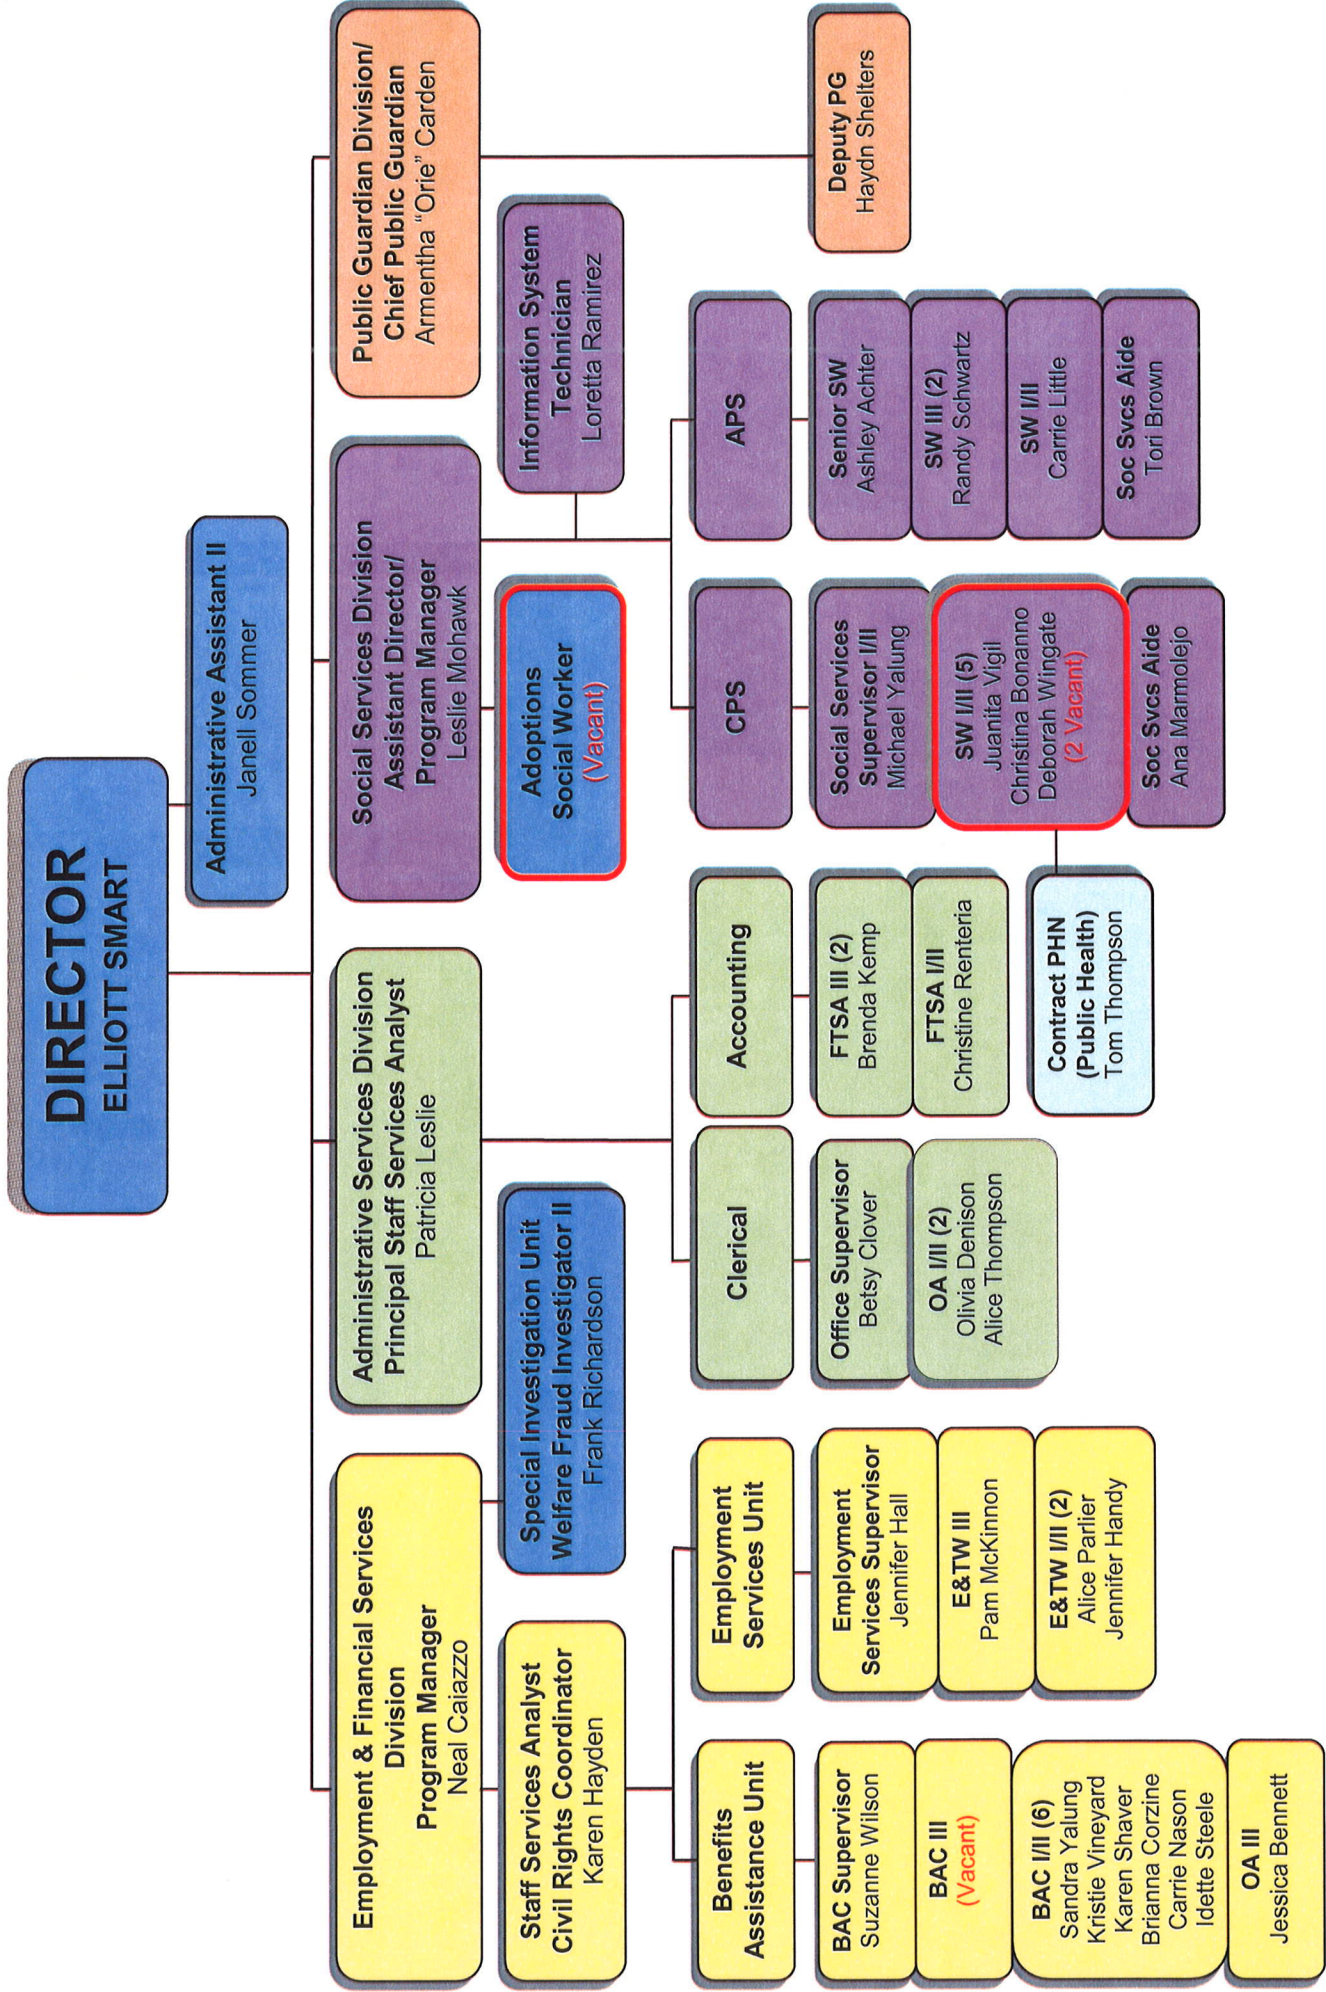 DIRECTOR
ELLIOTT SMART
Administrative Assistant II
Janell Sommer
Employment & Financial Services
Division
Program Manager
Neal Caiazzo
Administrative Services Division
Principal Staff Services Analyst
Patricia Leslie
Social Services Division
Assistant Director/
Program Manager
Leslie Mohawk
Public Guardian Division/
Chief Public Guardian
Armentha “Orie” Carden
Staff Services Analyst
Civil Rights Coordinator
Karen Hayden
Special Investigation Unit
Welfare Fraud Investigator II
Frank Richardson
Adoptions
Social Worker
(Vacant)
Information System
Technician
Loretta Ramirez
Benefits
Assistance Unit
Employment
Services Unit
Clerical
Accounting
CPS
APS
BAC Supervisor
Suzanne Wilson
BAC III
(Vacant)
BAC I/II (6)
Sandra Yalung
Kristie Vineyard
Karen Shaver
Brianna Corzine
Carrie Nason
Idette Steele
OA III
Jessica Bennett
Employment
Services Supervisor
Jennifer Hall
E&TW III
Pam McKinnon
E&TW I/II (2)
Alice Parlier
Jennifer Handy
Office Supervisor
Betsy Clover
OA I/II (2)
Olivia Denison
Alice Thompson
FTSA III (2)
Brenda Kemp
FTSA I/II
Christine Renteria
Contract PHN
(Public Health)
Tom Thompson
Social Services
Supervisor I/II
Michael Yalung
SW I/III (5)
Juanita Vigil
Christina Bonanno
Deborah Wingate
(2 Vacant)
Soc Svcs Aide
Ana Marmolejo
Senior SW
Ashley Achter
SW III (2)
Randy Schwartz
SW I/II
Carrie Little
Soc Svcs Aide
Tori Brown
Deputy PG
Haydn Shelters